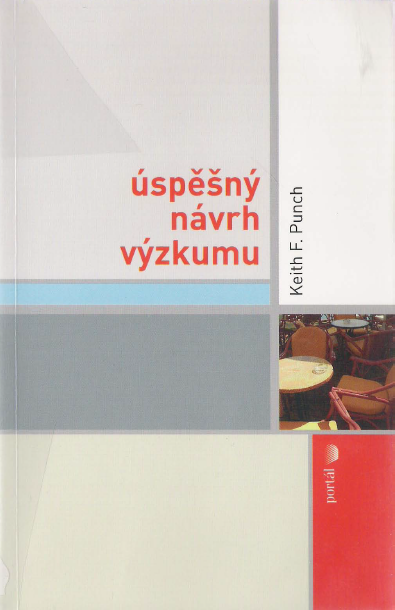 úspěšný
návrh
výzkumu
Keith F. Punch
portál